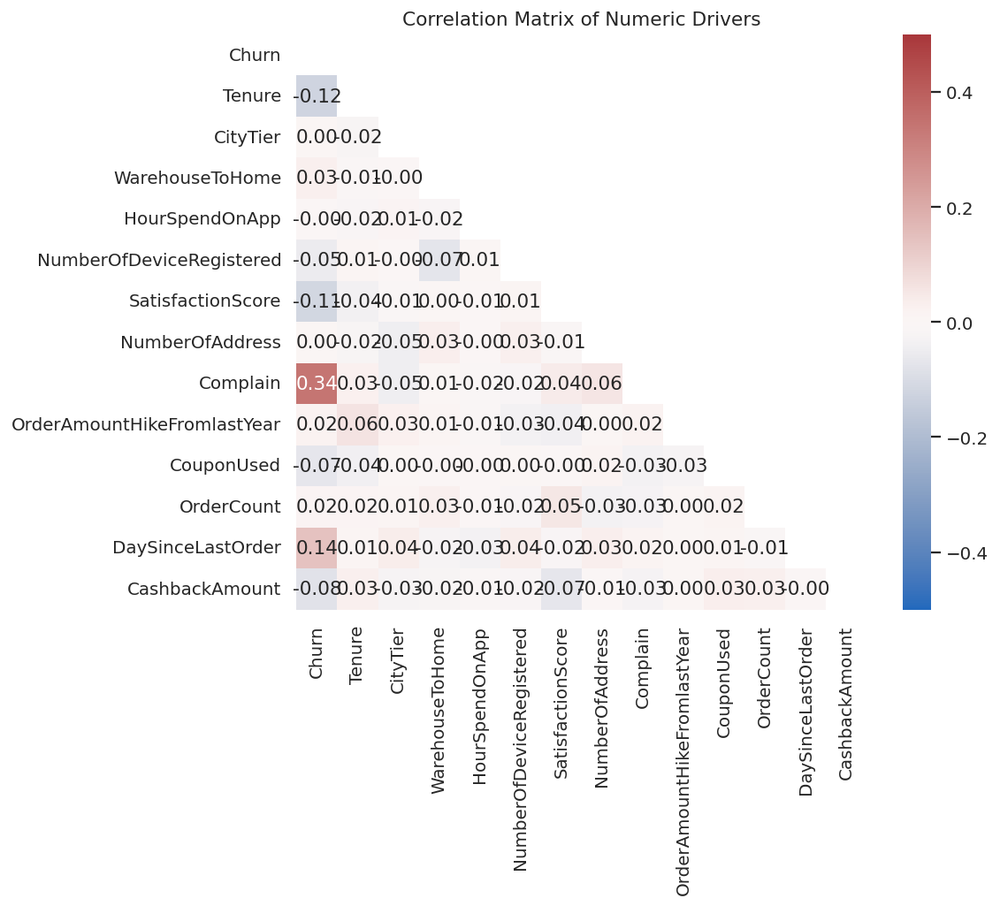 Correlation Matrix of Numeric Drivers
Churn
Tenure -0.12
CityTier 0.00 -0.02
WarehouseToHome 0.03 -0.01 -0.00
HourSpendOnApp -0.00 -0.02 0.01 -0.02
NumberOfDeviceRegistered -0.05 0.01 -0.00 -0.07 0.01
SatisfactionScore -0.11 -0.04 -0.01 0.00 -0.01 0.01
NumberOfAddress 0.00 -0.02 -0.05 0.03 -0.00 0.03 -0.01
Complain 0.34 0.03 -0.05 0.01 -0.02 -0.02 0.04 0.06
OrderAmountHikeFromlastYear 0.02 0.06 0.03 0.01 -0.01 -0.03 -0.04 0.00 0.02
CouponUsed -0.07 -0.04 0.00 -0.00 -0.00 0.00 -0.00 0.02 -0.03 -0.03
OrderCount 0.02 0.02 0.01 0.03 -0.01 -0.02 0.05 -0.03 -0.03 0.00 0.02
DaySinceLastOrder 0.14 0.01 0.04 -0.02 -0.03 0.04 -0.02 0.03 0.02 0.00 0.01 -0.01
CashbackAmount -0.08 0.03 -0.03 -0.02 -0.01 -0.02 -0.07 0.01 -0.03 0.00 0.03 0.03 -0.00
Churn
Tenure
CityTier
WarehouseToHome
HourSpendOnApp
NumberOfDeviceRegistered
SatisfactionScore
NumberOfAddress
Complain
OrderAmountHikeFromlastYear
CouponUsed
OrderCount
DaySinceLastOrder
CashbackAmount
0.4
0.2
0.0
−0.2
−0.4